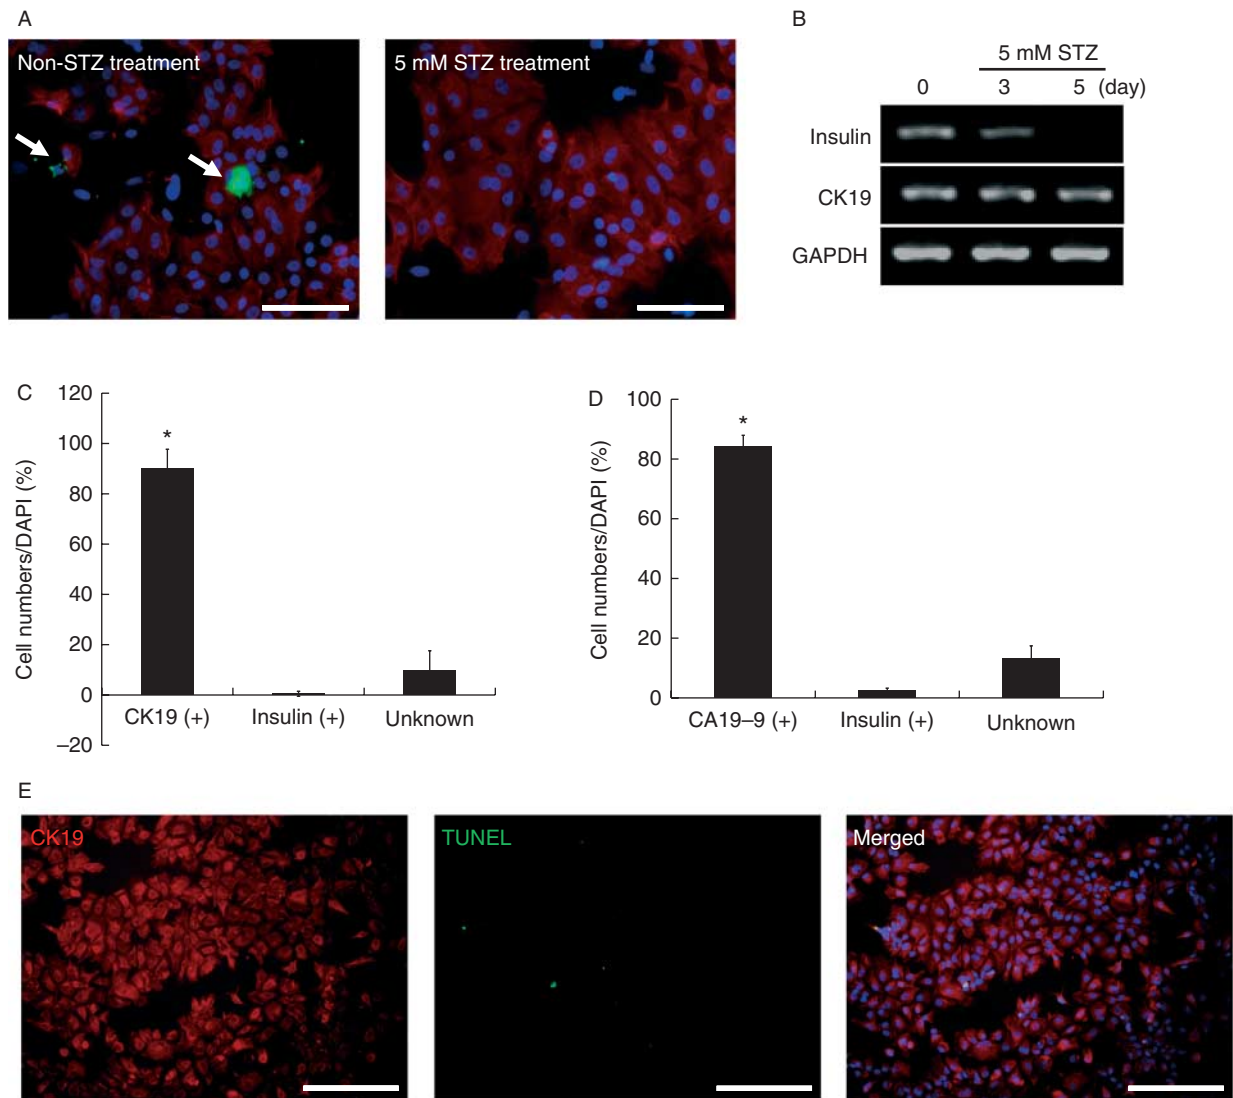 A
Non-STZ treatment
5 mM STZ treatment
B
5 mM STZ
0 3 5 (day)
Insulin
CK19
GAPDH
C
Cell numbers/DAPI (%)
120
100
80
60
40
20
0
–20
*
CK19 (+) Insulin (+) Unknown
D
Cell numbers/DAPI (%)
100
80
60
40
20
0
*
CA19–9 (+) Insulin (+) Unknown
E
CK19
TUNEL
Merged